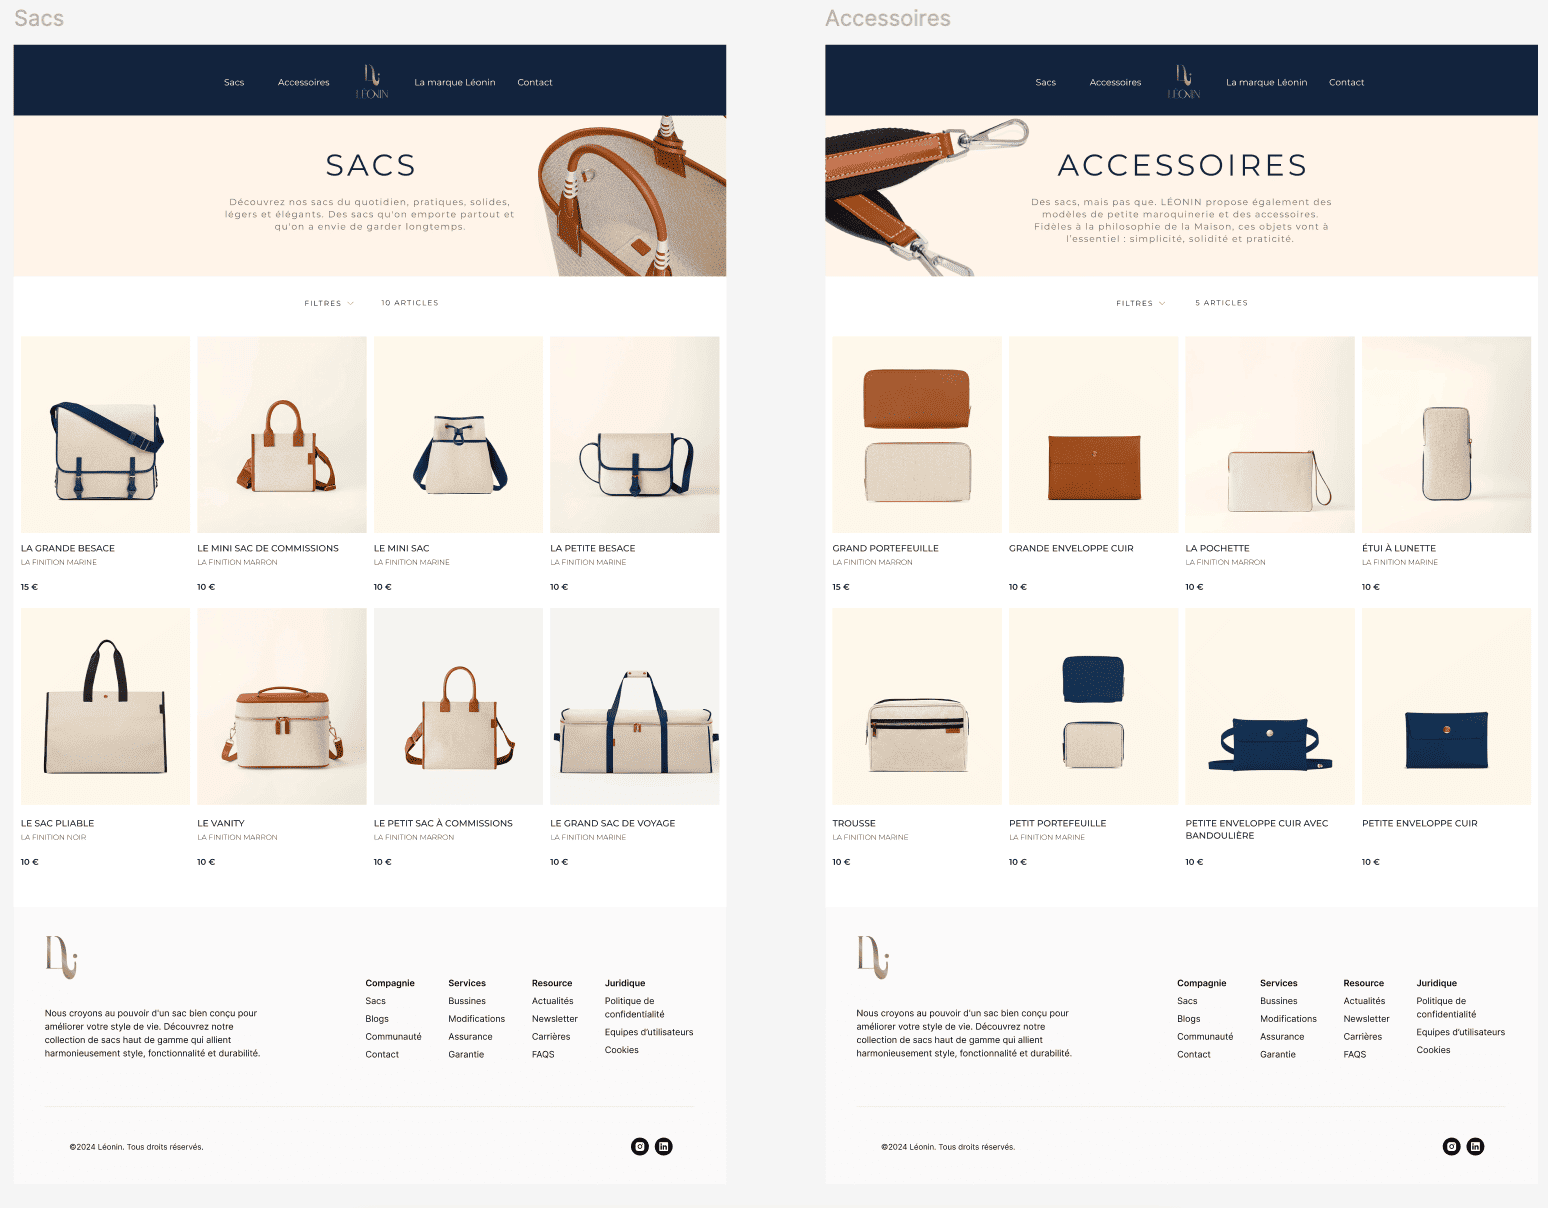 Sacs
Sacs
Accessoires
LÉONIN
La marque Léonin
Contact
SACS
Découvrez nos sacs du quotidien, pratiques, solides,
légers et élégants. Des sacs qu'on emporte partout et
qu'on a envie de garder longtemps.
FILTRES
10 ARTICLES
LA GRANDE BESACE
LA FINITION MARINE
15 €
LE MINI SAC DE COMMISSIONS
LA FINITION MARRON
10 €
LE MINI SAC
LA FINITION MARINE
10 €
LA PETITE BESACE
LA FINITION MARINE
10 €
LE SAC PLIABLE
LA FINITION NOIR
10 €
LE VANITY
LA FINITION MARRON
10 €
LE PETIT SAC À COMMISSIONS
LA FINITION MARRON
10 €
LE GRAND SAC DE VOYAGE
LA FINITION MARINE
10 €
Nous croyons au pouvoir d'un sac bien conçu pour
améliorer votre style de vie. Découvrez notre
collection de sacs haut de gamme qui allient
harmonieusement style, fonctionnalité et durabilité.
Compagnie
Sacs
Blogs
Communauté
Contact
Services
Bussines
Modifications
Assurance
Garantie
Resource
Actualités
Newsletter
Carrières
FAQS
Juridique
Politique de
confidentialité
Equipes d'utilisateurs
Cookies
©2024 Léonin. Tous droits réservés.
Accessoires
Sacs
Accessoires
LÉONIN
La marque Léonin
Contact
ACCESSOIRES
Des sacs, mais pas que. LÉONIN propose également des
modèles de petite maroquinerie et des accessoires.
Fidèles à la philosophie de la Maison, ces objets vont à
l'essentiel : simplicité, solidité et praticité.
FILTRES
5 ARTICLES
GRAND PORTEFEUILLE
LA FINITION MARRON
15 €
GRANDE ENVELOPPE CUIR
10 €
LA POCHETTE
LA FINITION MARRON
10 €
ÉTUI À LUNETTE
LA FINITION MARINE
10 €
TROUSSE
LA FINITION MARINE
10 €
PETIT PORTEFEUILLE
LA FINITION MARINE
10 €
PETITE ENVELOPPE CUIR AVEC
BANDOULIÈRE
10 €
PETITE ENVELOPPE CUIR
10 €
Nous croyons au pouvoir d'un sac bien conçu pour
améliorer votre style de vie. Découvrez notre
collection de sacs haut de gamme qui allient
harmonieusement style, fonctionnalité et durabilité.
Compagnie
Sacs
Blogs
Communauté
Contact
Services
Bussines
Modifications
Assurance
Garantie
Resource
Actualités
Newsletter
Carrières
FAQS
Juridique
Politique de
confidentialité
Equipes d'utilisateurs
Cookies
©2024 Léonin. Tous droits réservés.